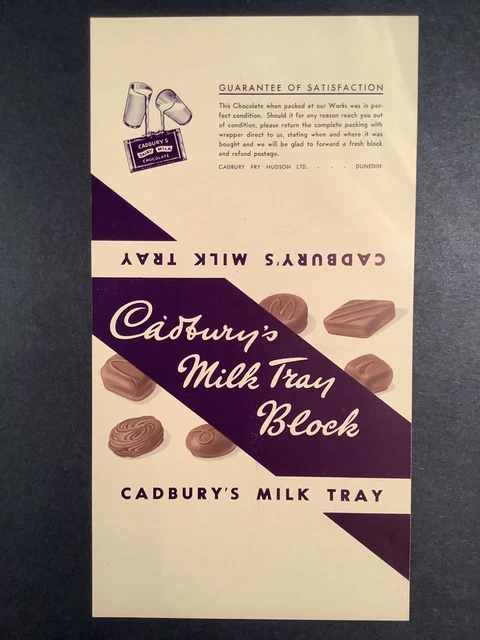 GUARANTEE OF SATISFACTION
This Chocolate when packed at our Works was in per-
fect condition. Should it for any reason reach you out
of condition, please return the complete packing with
wrapper direct to us, stating when and where it was
bought and we will be glad to forward a fresh block
and refund postage.
CADBURY FRY HUDSON LTD. - - - DUNEDIN
CADBURY'S
DAIRY MILK
CHOCOLATE
CADBURY'S MILK TRAY
Cadbury's
Milk Tray
Block
CADBURY'S MILK TRAY